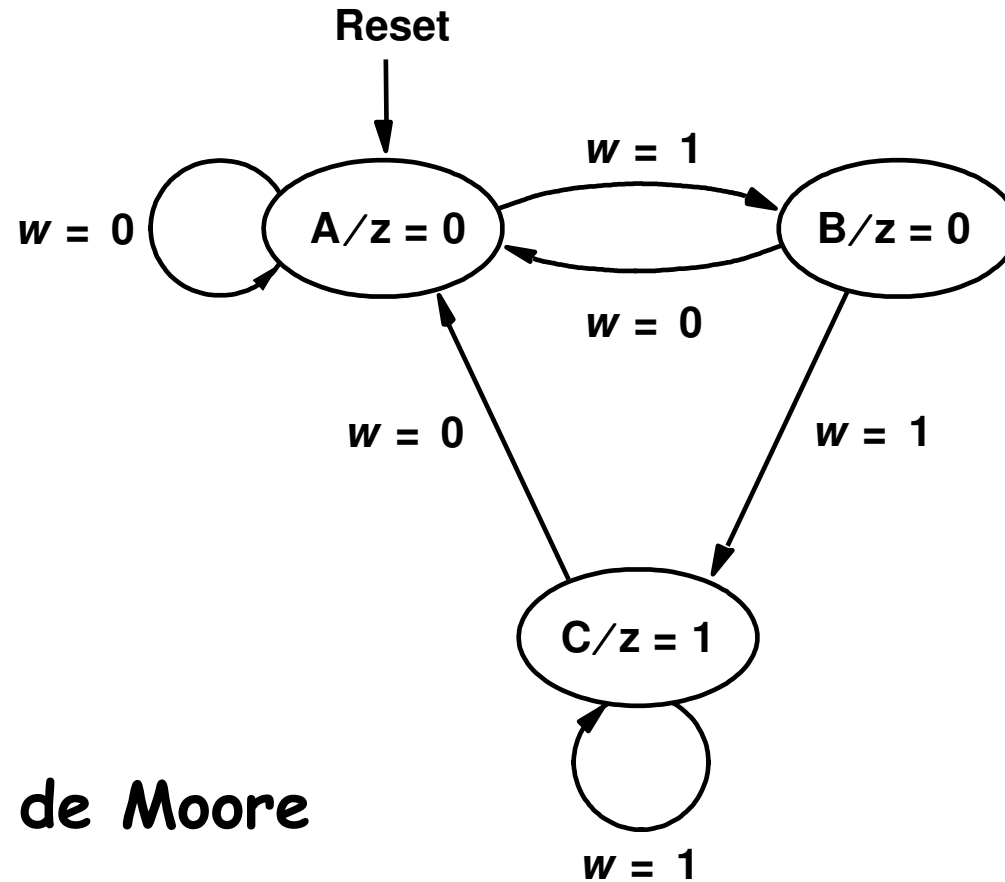 Reset
w = 1
w = 0
A/z = 0
B/z = 0
w = 0
w = 0
w = 1
C/z = 1
de Moore
w = 1